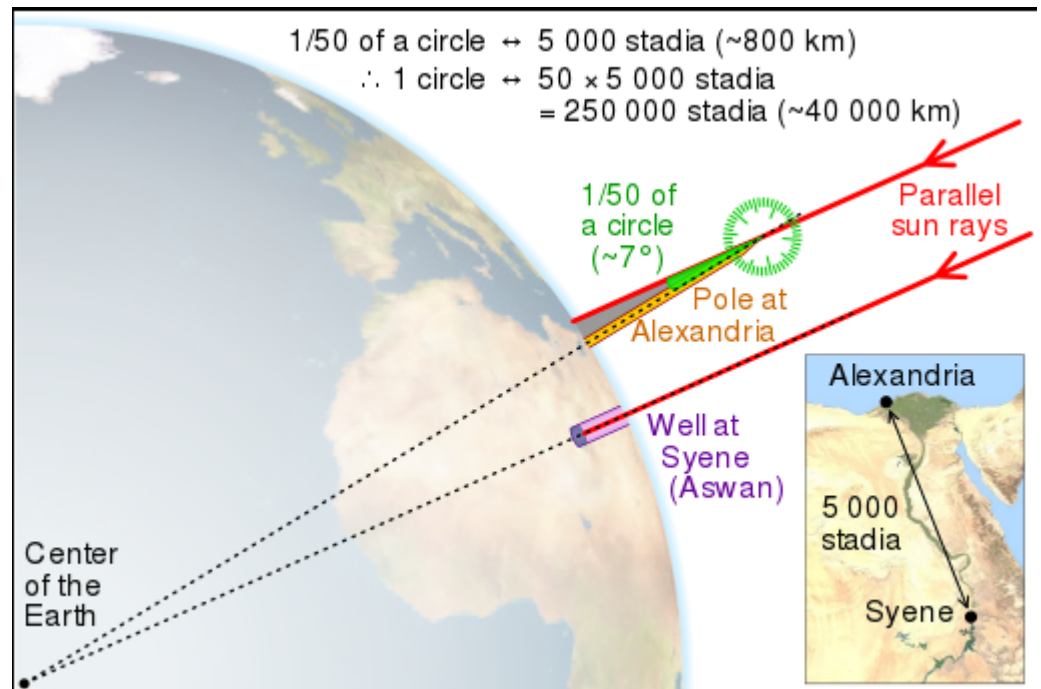 1/50 of a circle ↔ 5 000 stadia (~800 km)
∴ 1 circle ↔ 50 × 5 000 stadia
= 250 000 stadia (~40 000 km)
1/50 of
a circle
(~7°)
Parallel
sun rays
Pole at
Alexandria
Well at
Syene
(Aswan)
Center
of the
Earth
Alexandria
5 000
stadia
Syene